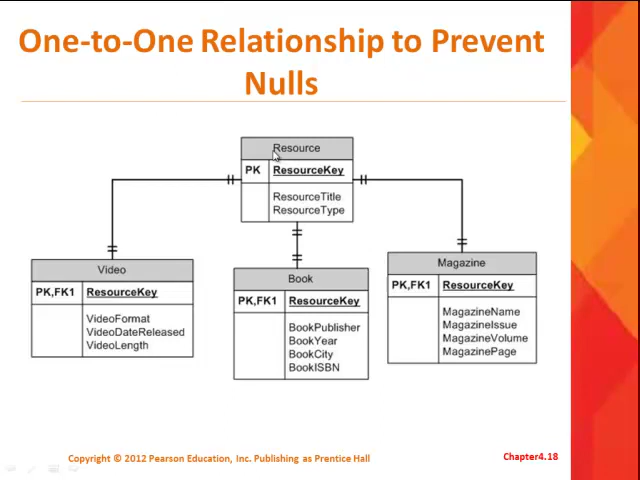 One-to-One Relationship to Prevent
Nulls
Resource
PK ResourceKey
ResourceTitle
ResourceType
Video
PK,FK1 ResourceKey
VideoFormat
VideoDateReleased
VideoLength
Book
PK,FK1 ResourceKey
BookPublisher
BookYear
BookCity
BookISBN
Magazine
PK,FK1 ResourceKey
MagazineName
MagazineIssue
MagazineVolume
MagazinePage
Copyright © 2012 Pearson Education, Inc. Publishing as Prentice Hall
Chapter4.18